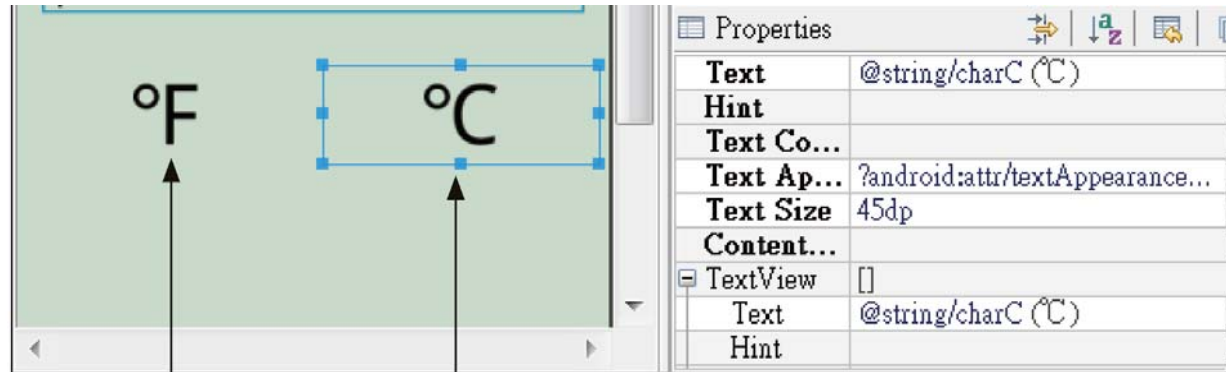 °F
°C
Properties
Text @string/charC (℃)
Hint
Text Co...
Text Ap... ?android:attr/textAppearance...
Text Size 45dp
Content...
TextView []
Text @string/charC (℃)
Hint